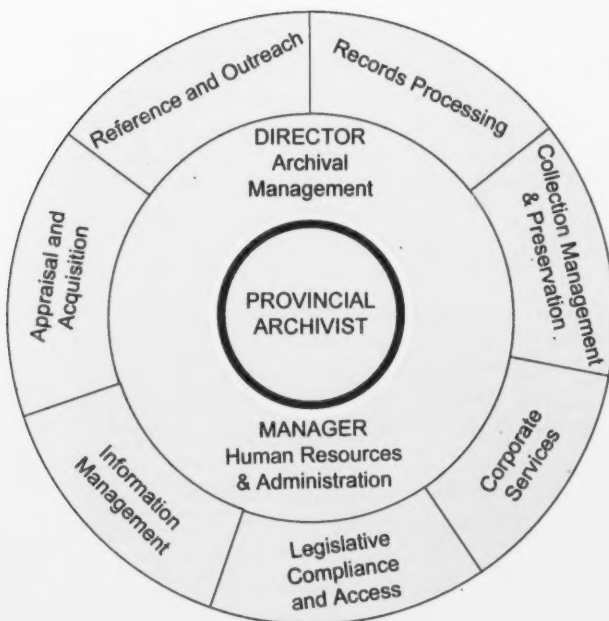 Reference and Outreach
Records Processing
Collection Management
& Preservation
Corporate
Services
Legislative
Compliance
and Access
Information
Management
Appraisal and
Acquisition
DIRECTOR
Archival
Management
PROVINCIAL
ARCHIVIST
MANAGER
Human Resources
& Administration